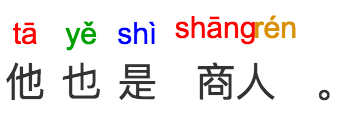 tā yě shì shāngrén
他 也 是 商人 。